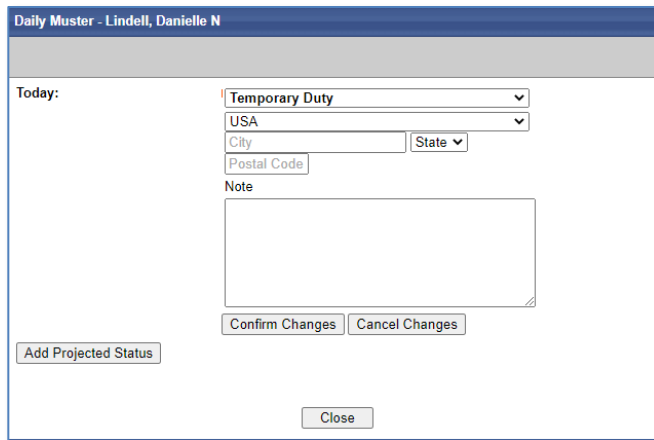 Daily Muster - Lindell, Danielle N
Today:
Temporary Duty
USA
City State
Postal Code
Note
Confirm Changes Cancel Changes
Add Projected Status
Close